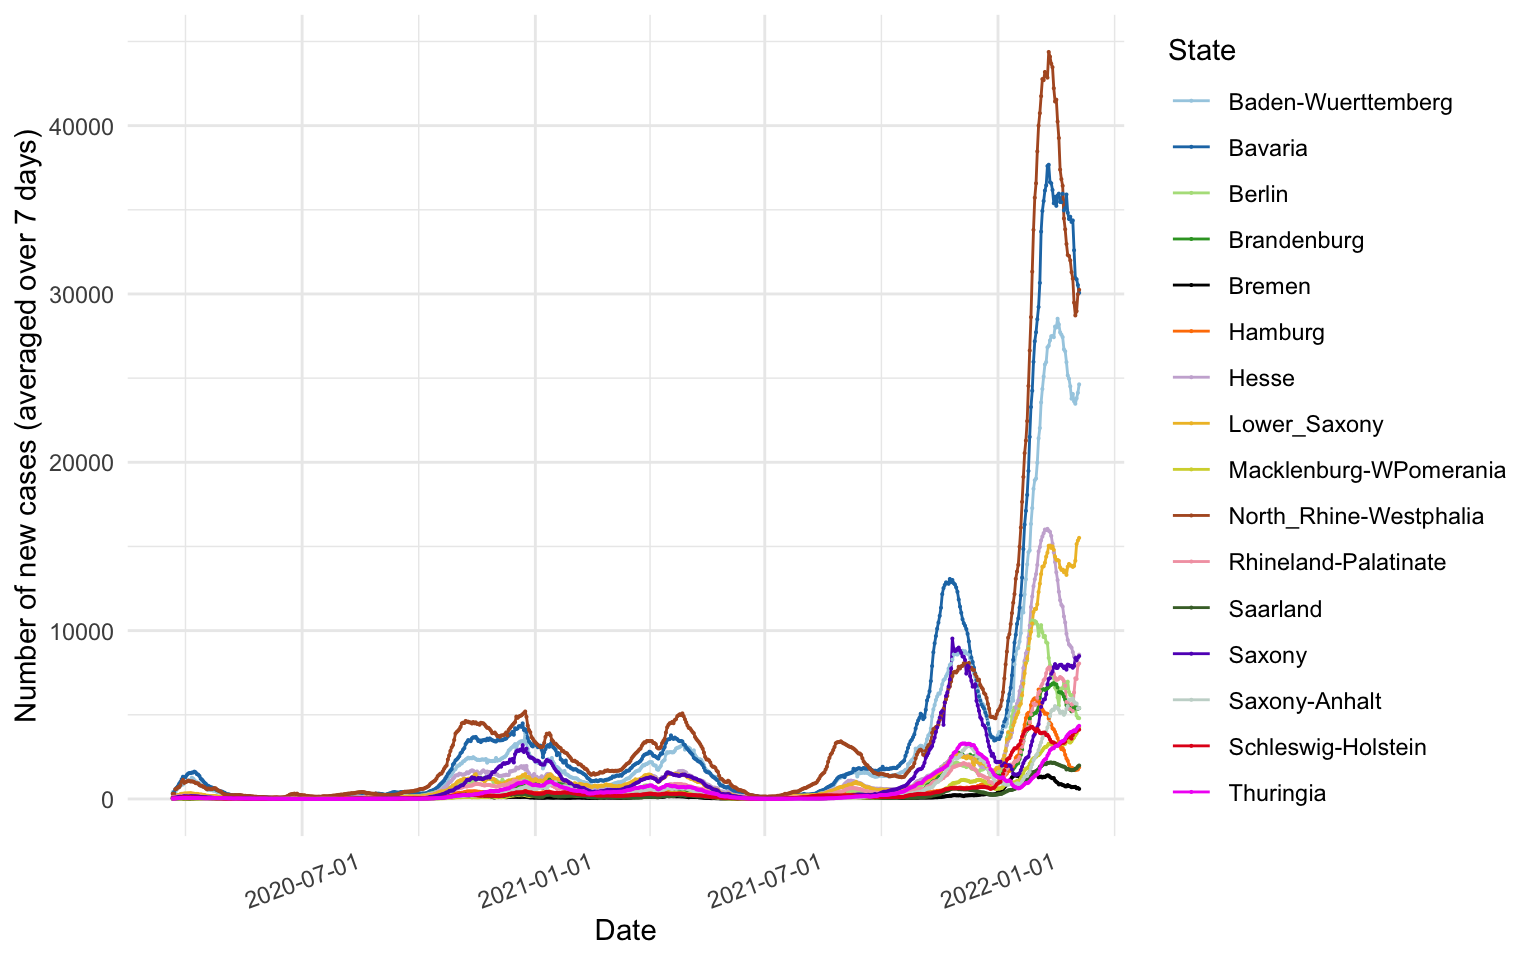 Number of new cases (averaged over 7 days)
40000
30000
20000
10000
0
2020-07-01
2021-01-01
2021-07-01
2022-01-01
Date
State
Baden-Wuerttemberg
Bavaria
Berlin
Brandenburg
Bremen
Hamburg
Hesse
Lower_Saxony
Macklenburg-WPomerania
North_Rhine-Westphalia
Rhineland-Palatinate
Saarland
Saxony
Saxony-Anhalt
Schleswig-Holstein
Thuringia